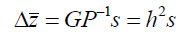 Δz̅ = GP⁻¹s = h²s